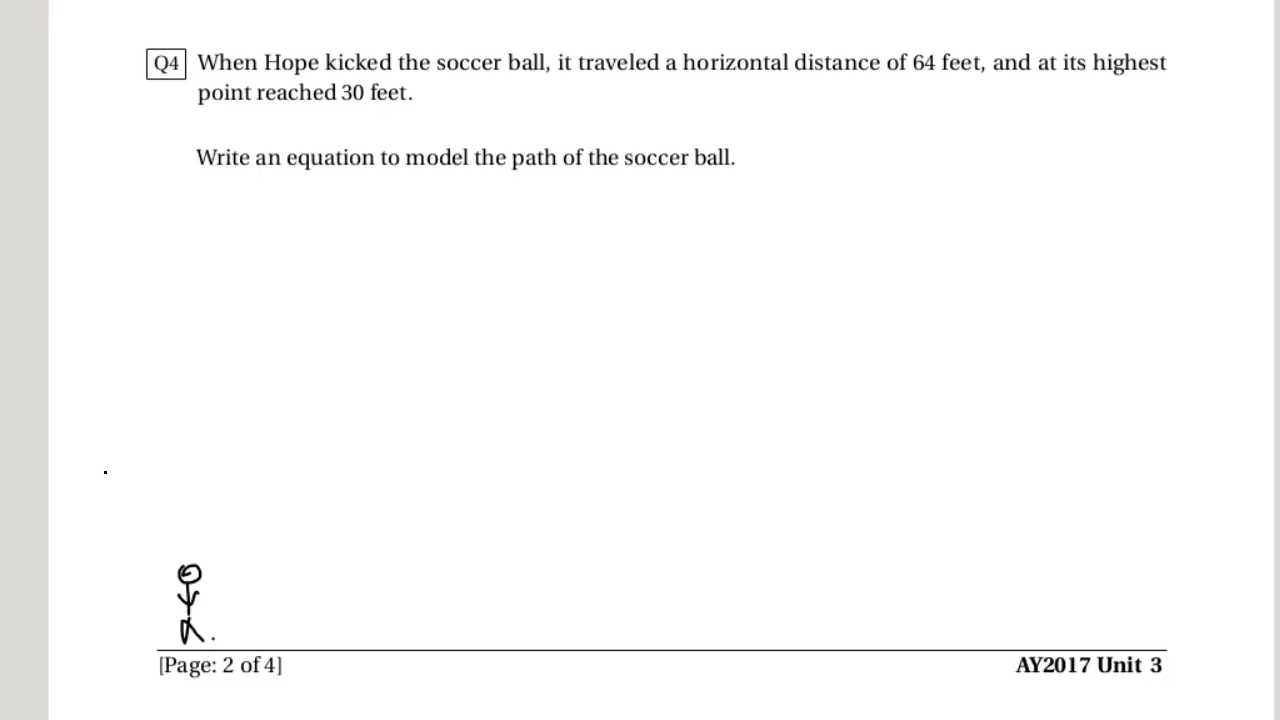 Q4 When Hope kicked the soccer ball, it traveled a horizontal distance of 64 feet, and at its highest
point reached 30 feet.
Write an equation to model the path of the soccer ball.
[Page: 2 of 4] AY2017 Unit 3